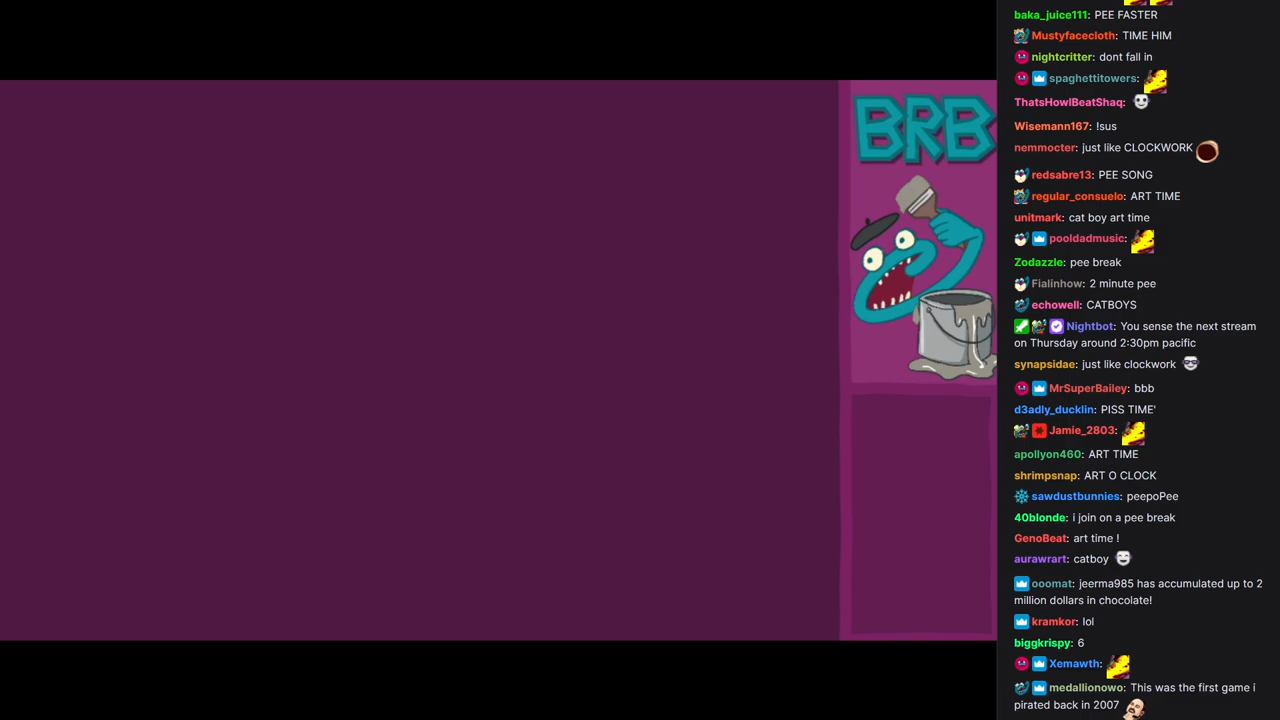 BRB
baka_juice111: PEE FASTER
Mustyfacecloth: TIME HIM
nightcritter: dont fall in
spaghettitowers:
ThatsHowIBeatShaq:
Wisemann167: !sus
nemmocter: just like CLOCKWORK
redsabre13: PEE SONG
regular_consuelo: ART TIME
unitmark: cat boy art time
pooldadmusic:
Zodazzle: pee break
Fialinhow: 2 minute pee
echowell: CATBOYS
Nightbot: You sense the next stream
on Thursday around 2:30pm pacific
synapsidae: just like clockwork
MrSuperBailey: bbb
d3adly_ducklin: PISS TIME'
Jamie_2803:
apollyon460: ART TIME
shrimpsnap: ART O CLOCK
sawdustbunnies: peepoPee
40blonde: i join on a pee break
GenoBeat: art time !
aurawrart: catboy
ooomat: jeerma985 has accumulated up to 2
million dollars in chocolate!
kramkor: lol
biggkrispy: 6
Xemawth:
medallionowo: This was the first game i
pirated back in 2007